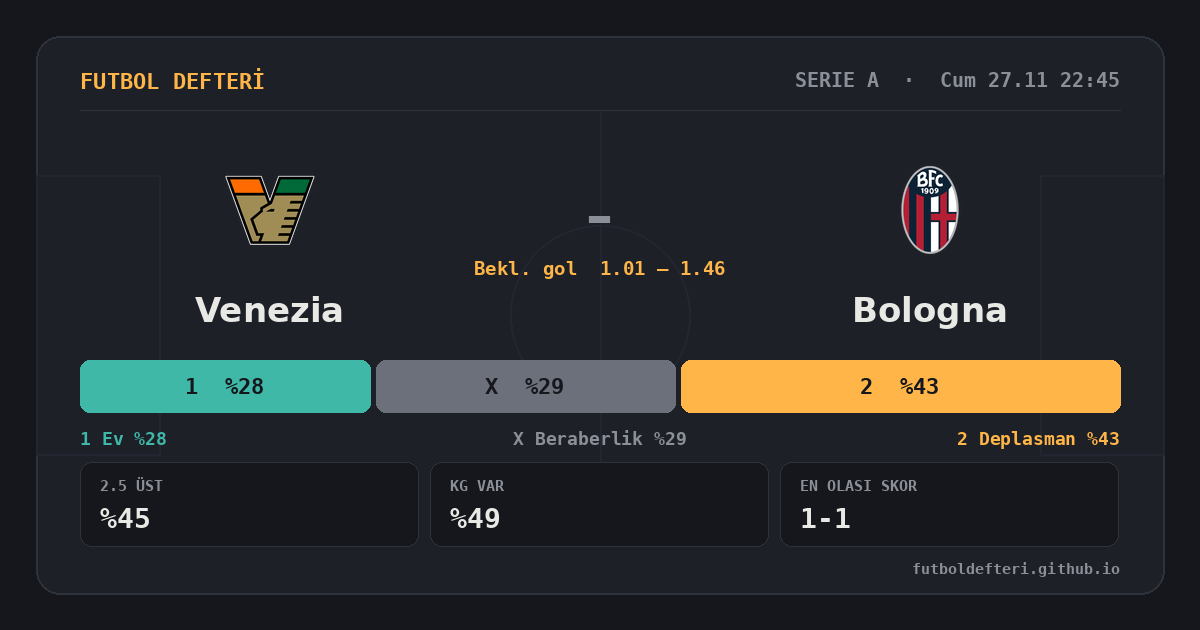 FUTBOL DEFTERİ
SERIE A · Cum 27.11 22:45
BFC
1909
–
Bekl. gol 1.01 – 1.46
Venezia
Bologna
1 %28
X %29
2 %43
1 Ev %28
X Beraberlik %29
2 Deplasman %43
2.5 ÜST
%45
KG VAR
%49
EN OLASI SKOR
1-1
futboldefteri.github.io